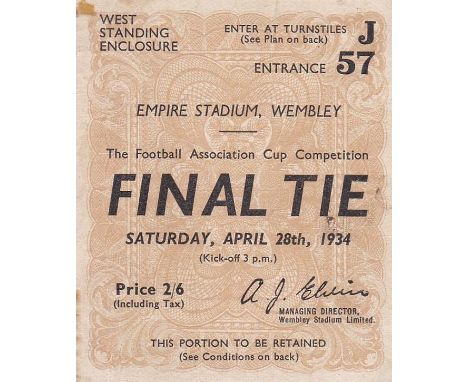 WEST
STANDING
ENCLOSURE
ENTER AT TURNSTILES
(See Plan on back)
J
ENTRANCE 57
EMPIRE STADIUM, WEMBLEY
The Football Association Cup Competition
FINAL TIE
SATURDAY, APRIL 28th, 1934
(Kick-off 3 p.m.)
Price 2/6
(Including Tax)
A. J. Elvin
MANAGING DIRECTOR,
Wembley Stadium Limited.
THIS PORTION TO BE RETAINED
(See Conditions on back)